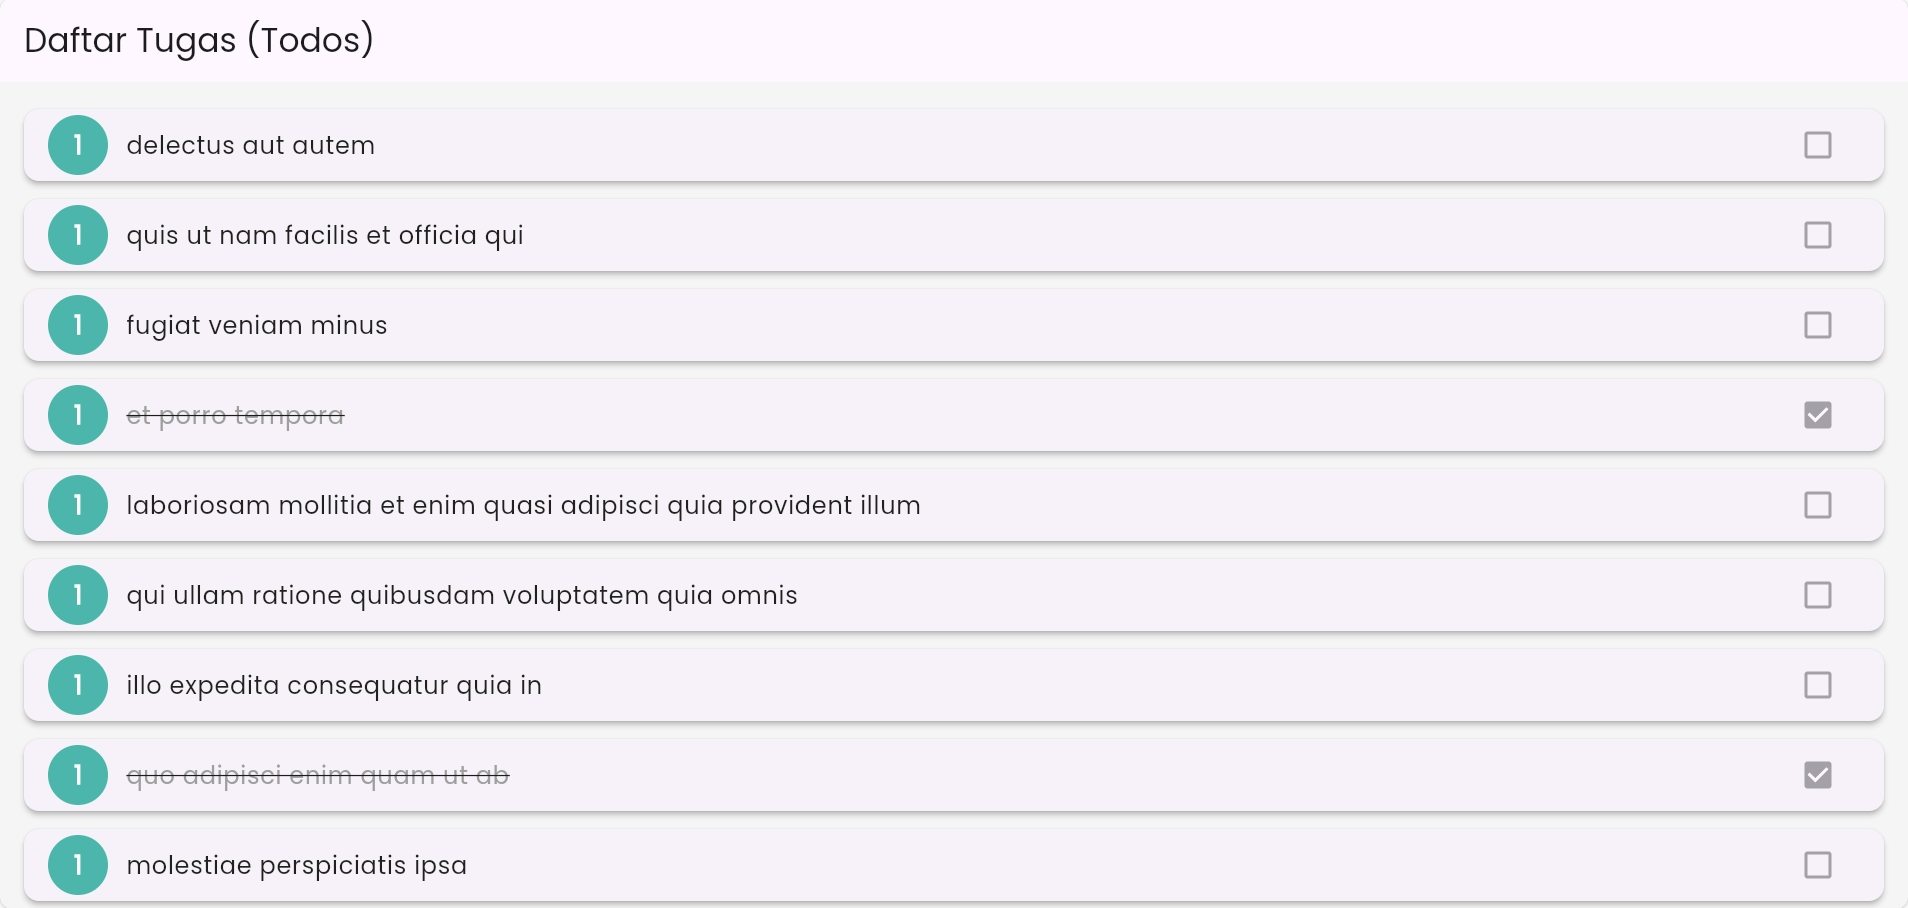 Daftar Tugas (Todos)
1 delectus aut autem
1 quis ut nam facilis et officia qui
1 fugiat veniam minus
1 et porro tempora
1 laboriosam mollitia et enim quasi adipisci quia provident illum
1 qui ullam ratione quibusdam voluptatem quia omnis
1 illo expedita consequatur quia in
1 quo adipisci enim quam ut ab
1 molestiae perspiciatis ipsa